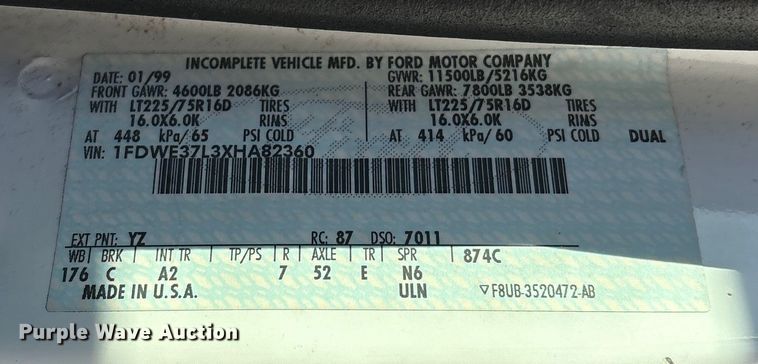 INCOMPLETE VEHICLE MFD. BY FORD MOTOR COMPANY
DATE: 01/99 GVWR: 11500LB/5216KG
FRONT GAWR: 4600LB 2086KG REAR GAWR: 7800LB 3538KG
WITH LT225/75R16D TIRES WITH LT225/75R16D TIRES
16.0X6.0K RIMS 16.0X6.0K RIMS
AT 448 kPa/65 PSI COLD AT 414 kPa/60 PSI COLD DUAL
VIN: 1FDWE37L3XHA82360
EXT PNT: YZ RC: 87 DSO: 7011
WB BRK INT TR TP/PS R AXLE TR SPR 874C
176 C A2 7 52 E N6
MADE IN U.S.A. ULN ▽F8UB-3520472-AB
Purple Wave Auction
Purple Wave Auction